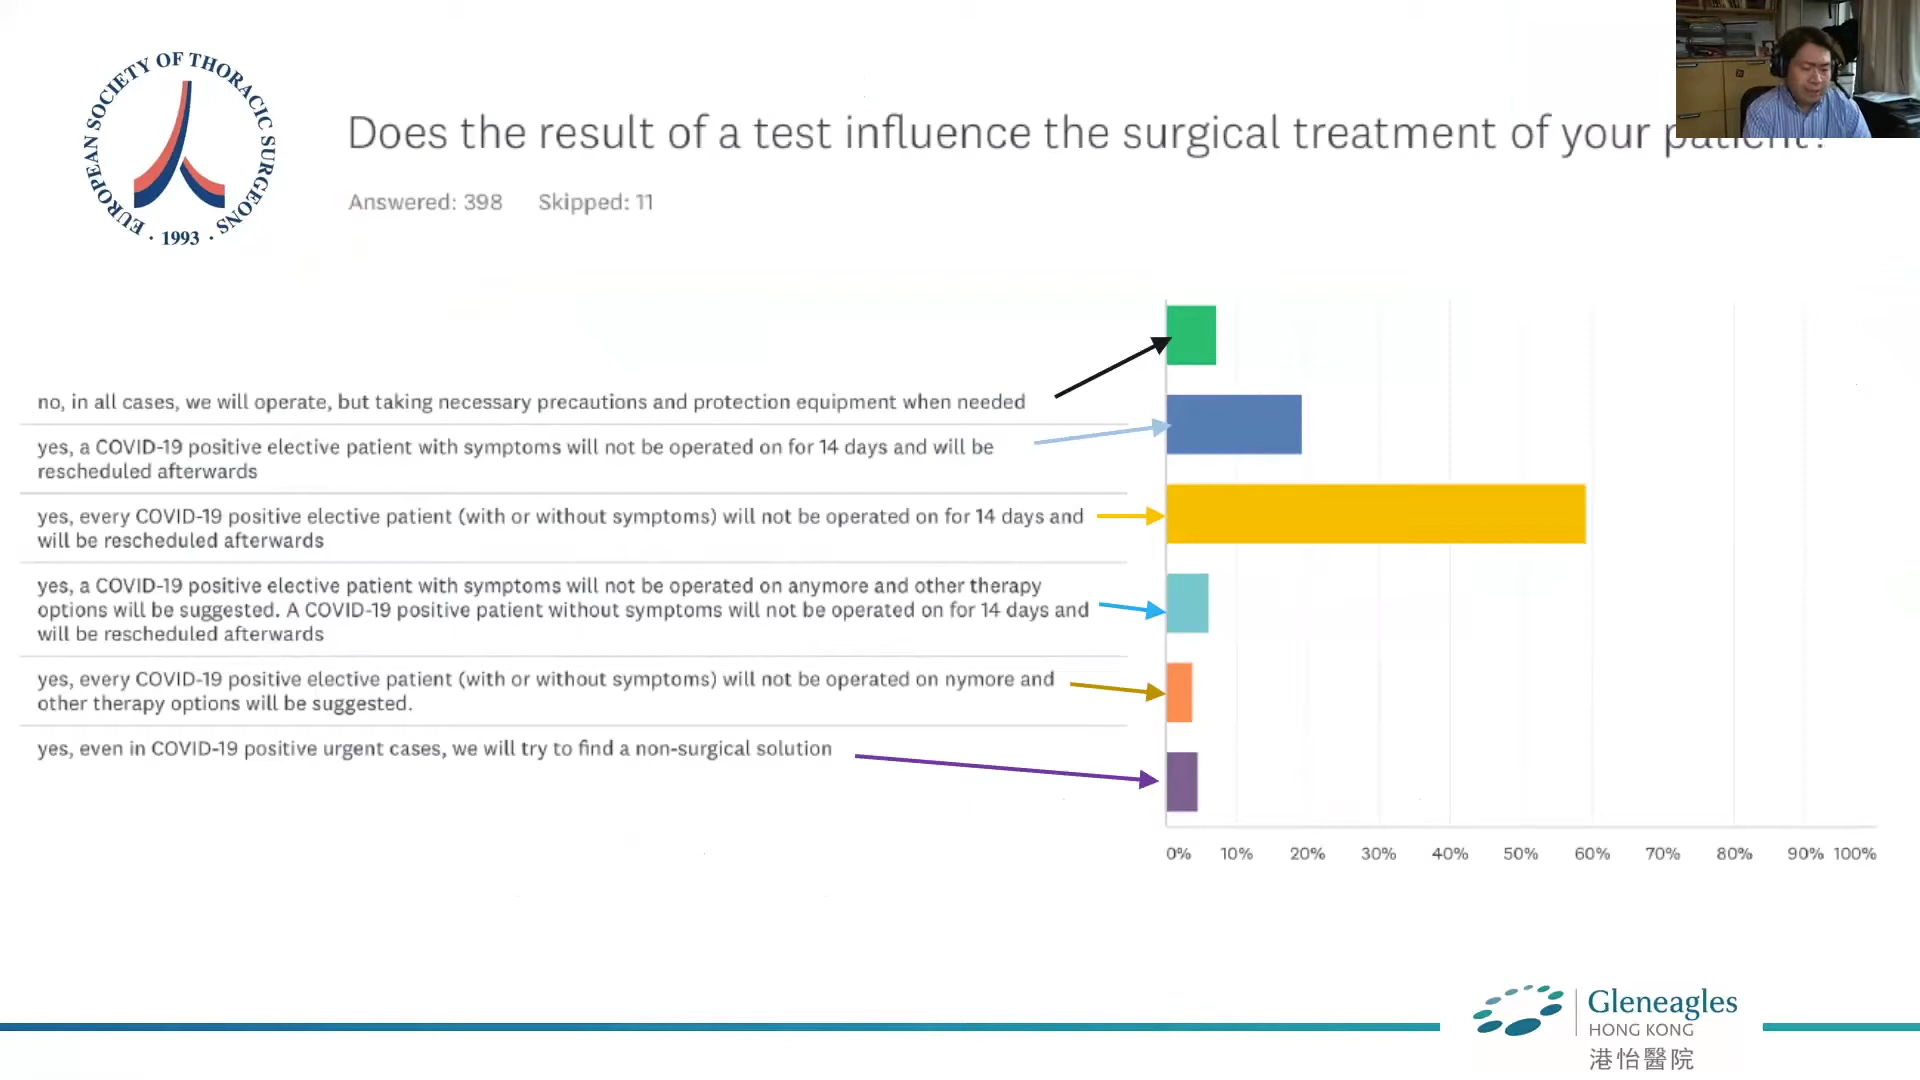 EUROPEAN SOCIETY OF THORACIC SURGEONS
· 1993 ·
Does the result of a test influence the surgical treatment of your patient?
Answered: 398 Skipped: 11
no, in all cases, we will operate, but taking necessary precautions and protection equipment when needed
yes, a COVID-19 positive elective patient with symptoms will not be operated on for 14 days and will be
rescheduled afterwards
yes, every COVID-19 positive elective patient (with or without symptoms) will not be operated on for 14 days and
will be rescheduled afterwards
yes, a COVID-19 positive elective patient with symptoms will not be operated on anymore and other therapy
options will be suggested. A COVID-19 positive patient without symptoms will not be operated on for 14 days and
will be rescheduled afterwards
yes, every COVID-19 positive elective patient (with or without symptoms) will not be operated on nymore and
other therapy options will be suggested.
yes, even in COVID-19 positive urgent cases, we will try to find a non-surgical solution
0% 10% 20% 30% 40% 50% 60% 70% 80% 90% 100%
Gleneagles
HONG KONG
港怡醫院